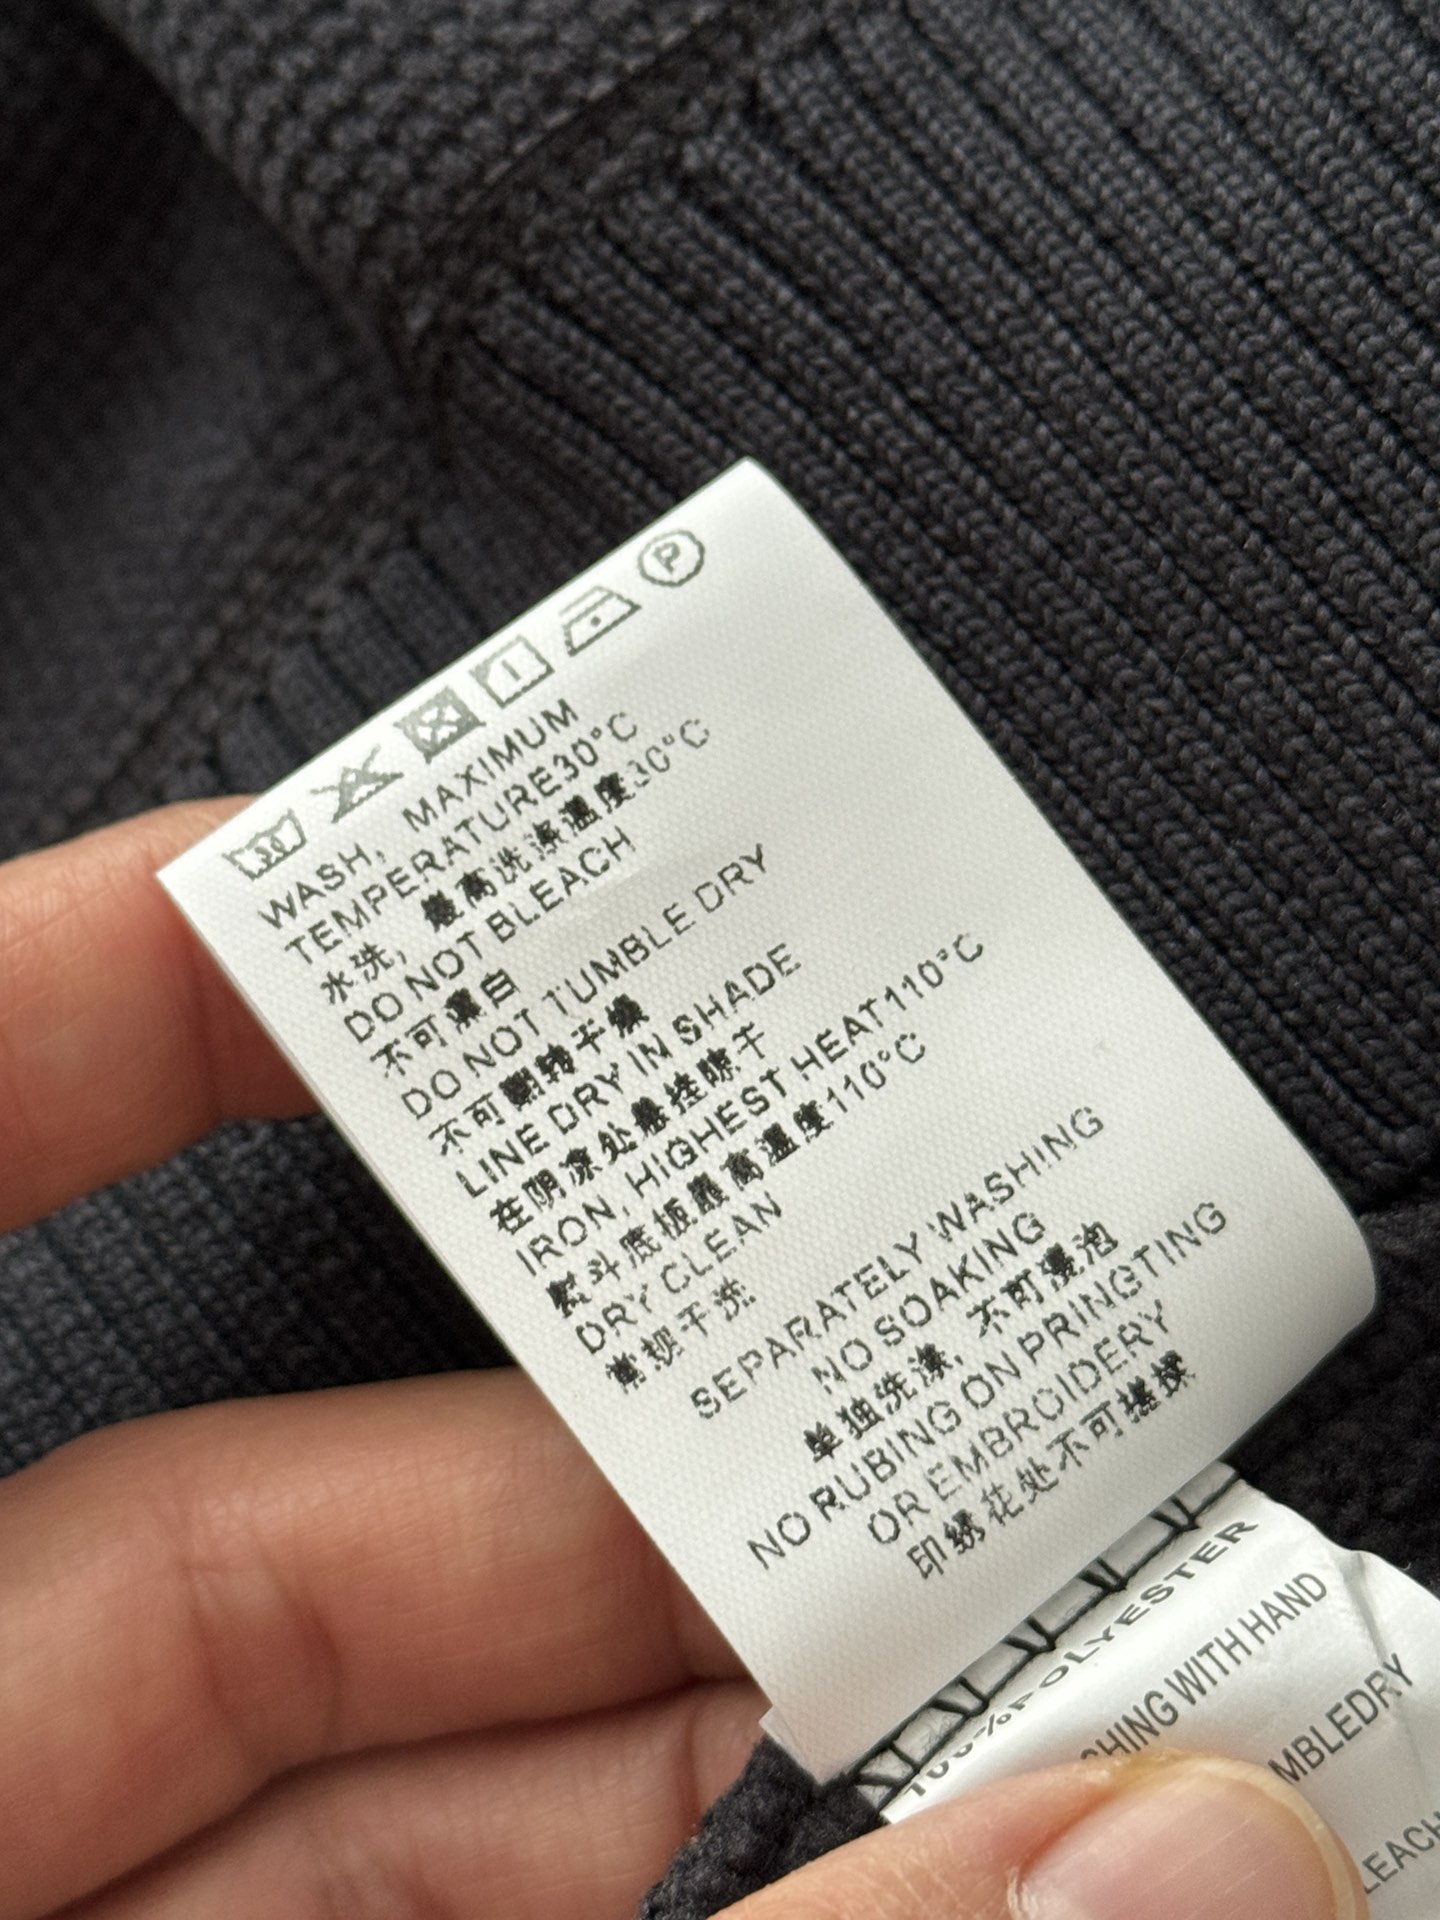 P
30
WASH, MAXIMUM
TEMPERATURE30°C
水洗, 最高洗涤温度30°C
DO NOT BLEACH
不可漂白
DO NOT TUMBLE DRY
不可翻转干燥
LINE DRY IN SHADE
在阴凉处悬挂晾干
IRON, HIGHEST HEAT110°C
熨斗底板最高温度110°C
DRY CLEAN
常规干洗
SEPARATELY WASHING
NO SOAKING
单独洗涤, 不可浸泡
NO RUBING ON PRINGTING
OR EMBROIDERY
印绣花处不可搓揉
100%POLYESTER
CHING WITH HAND
MBLEDRY
LEACH